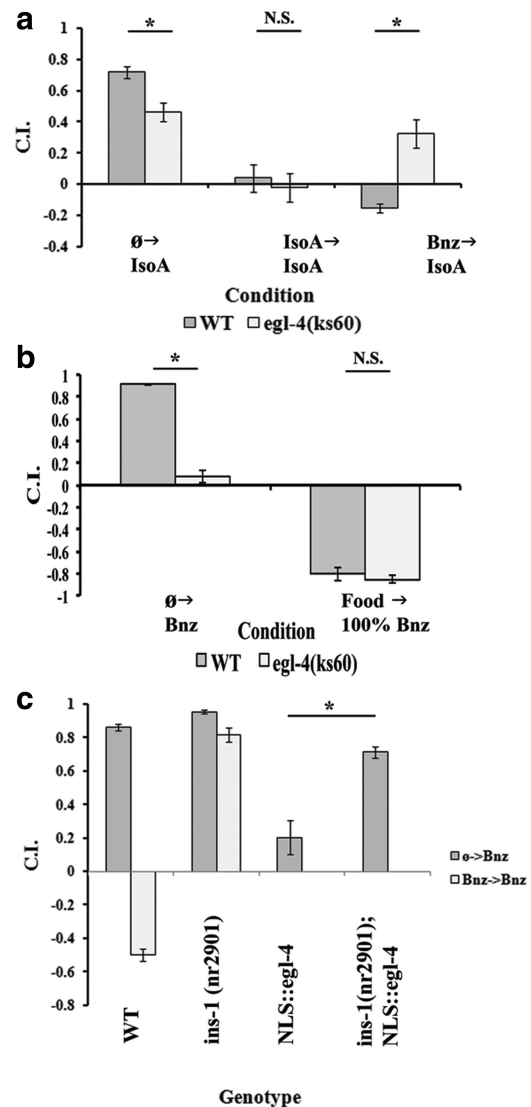 a
* N.S. *
C.I.
1
0.8
0.6
0.4
0.2
0
-0.2
-0.4
ø→ IsoA→ Bnz→
IsoA IsoA IsoA
Condition
WT egl-4(ks60)
b
* N.S.
C.I.
1
0.8
0.6
0.4
0.2
0
-0.2
-0.4
-0.6
-0.8
-1
ø→ Food →
Bnz Condition 100% Bnz
WT egl-4(ks60)
c
*
C.I.
1
0.8
0.6
0.4
0.2
0
-0.2
-0.4
-0.6
-0.8
ø->Bnz
Bnz->Bnz
WT
ins-1 (nr2901)
NLS::egl-4
ins-1(nr2901);
NLS::egl-4
Genotype